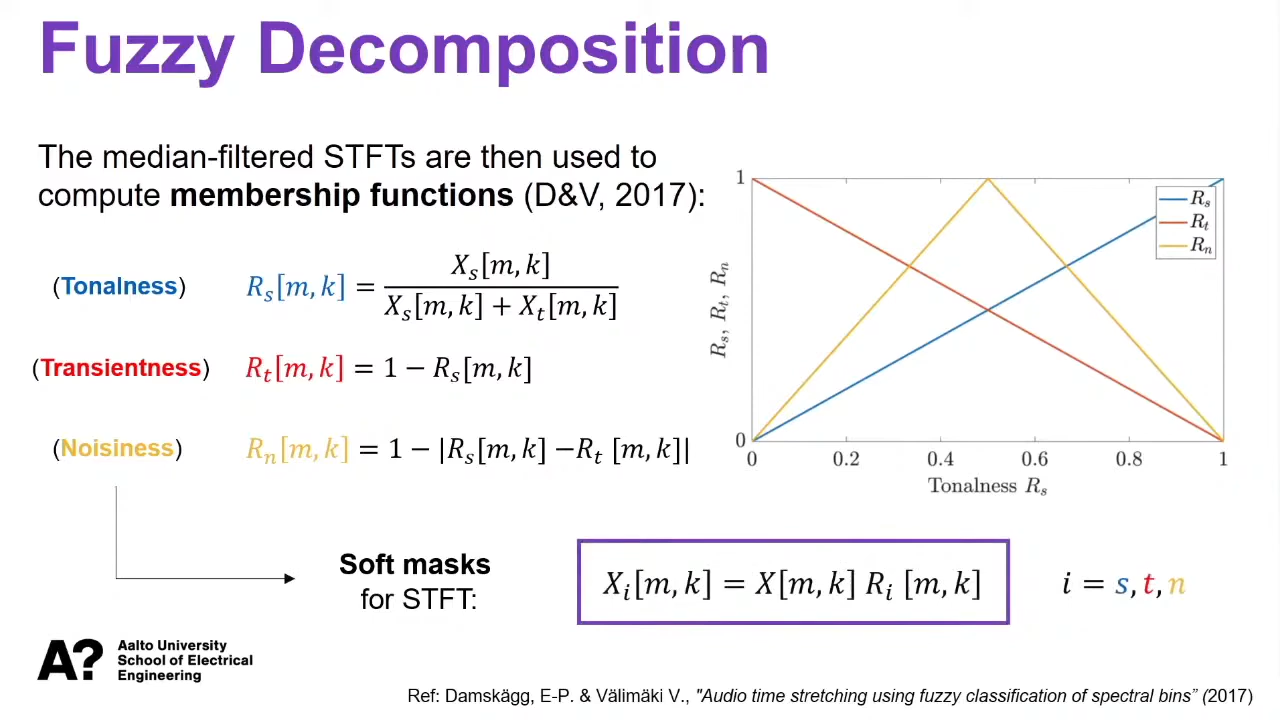 Fuzzy Decomposition
The median-filtered STFTs are then used to
compute membership functions (D&V, 2017):
(Tonalness) R_s[m, k] = X_s[m, k] / (X_s[m, k] + X_t[m, k])
(Transientness) R_t[m, k] = 1 − R_s[m, k]
(Noisiness) R_n[m, k] = 1 − |R_s[m, k] −R_t [m, k]|
R_s, R_t, R_n
1
0
R_s
R_t
R_n
0 0.2 0.4 0.6 0.8 1
Tonalness R_s
Soft masks
for STFT:
X_i[m, k] = X[m, k] R_i [m, k]
i = s, t, n
A?
Aalto University
School of Electrical
Engineering
Ref: Damskägg, E-P. & Välimäki V., "Audio time stretching using fuzzy classification of spectral bins” (2017)